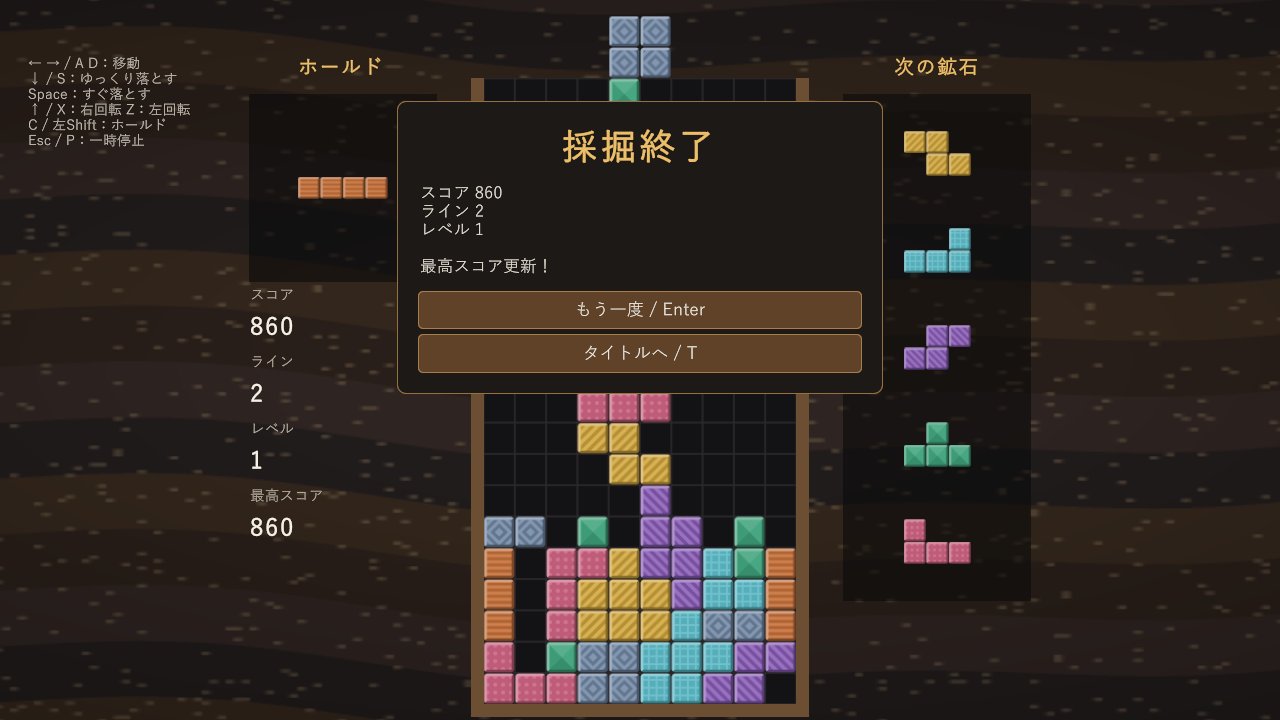 ← → / A D：移動
↓ / S：ゆっくり落とす
Space：すぐ落とす
↑ / X：右回転 Z：左回転
C / 左Shift：ホールド
Esc / P：一時停止
ホールド
次の鉱石
採掘終了
スコア 860
ライン 2
レベル 1
最高スコア更新！
もう一度 / Enter
タイトルへ / T
スコア
860
ライン
2
レベル
1
最高スコア
860